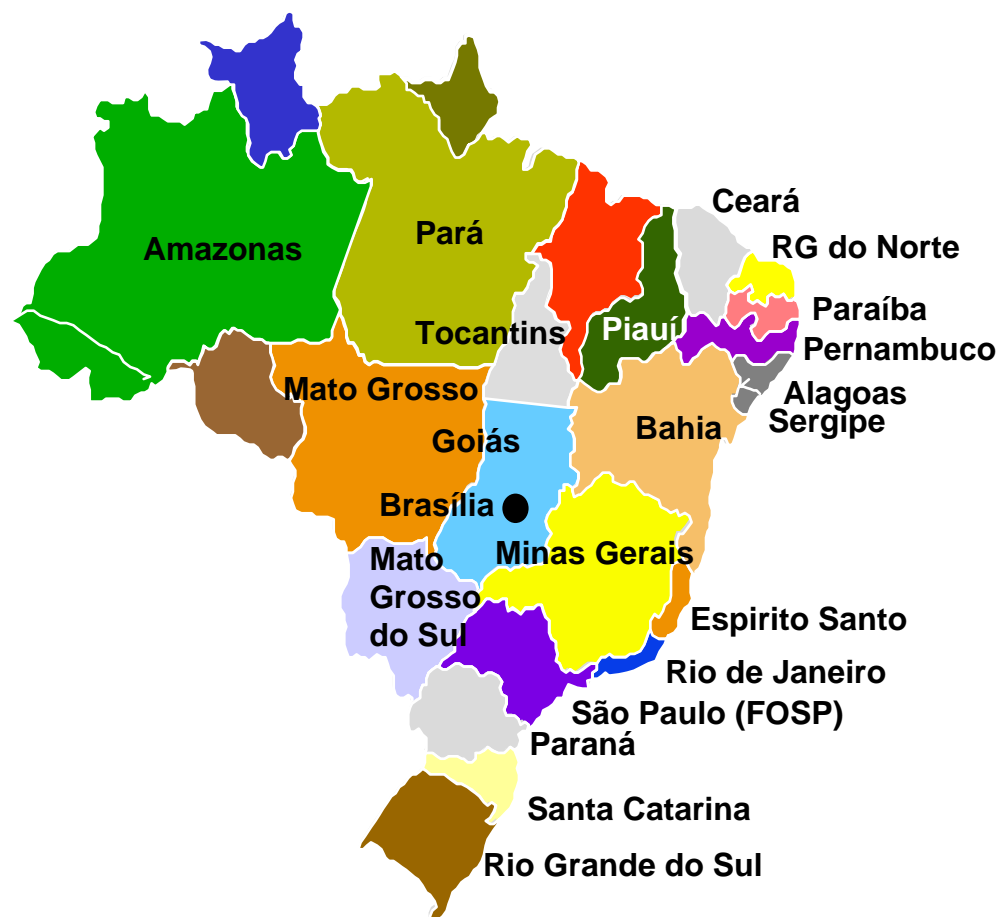 Ceará
RG do Norte
Amazonas
Pará
Paraíba
Tocantins
Piauí
Pernambuco
Mato Grosso
Alagoas
Sergipe
Bahia
Goiás
Brasília
Minas Gerais
Mato
Grosso
do Sul
Espirito Santo
Rio de Janeiro
São Paulo (FOSP)
Paraná
Santa Catarina
Rio Grande do Sul